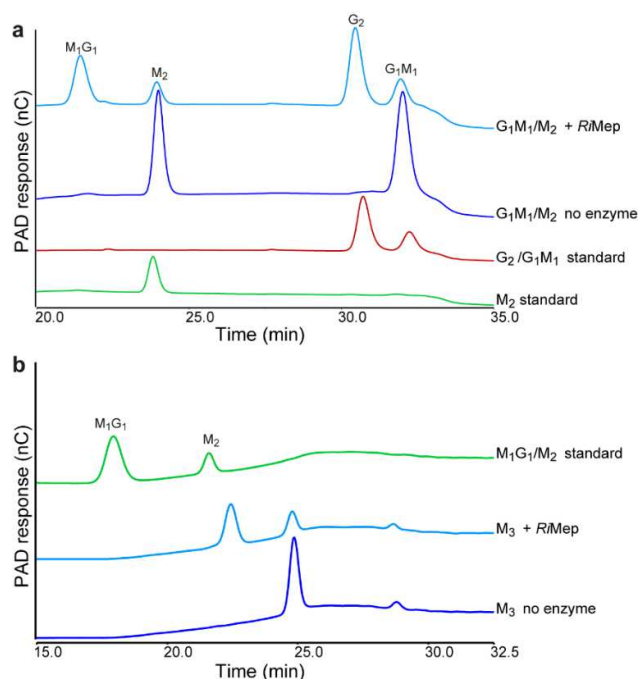 a
M₁G₁
M₂
G₂
G₁M₁
PAD response (nC)
G₁M₁/M₂ + RiMep
G₁M₁/M₂ no enzyme
G₂/G₁M₁ standard
M₂ standard
20.0 25.0 30.0 35.0
Time (min)
b
M₁G₁
M₂
PAD response (nC)
M₁G₁/M₂ standard
M₃ + RiMep
M₃ no enzyme
15.0 20.0 25.0 30.0 32.5
Time (min)